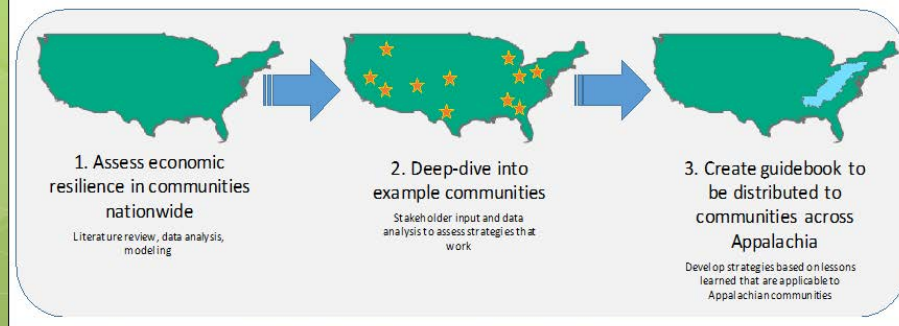 1. Assess economic
resilience in communities
nationwide
Literature review, data analysis,
modeling
2. Deep-dive into
example communities
Stakeholder input and data
analysis to assess strategies that
work
3. Create guidebook to
be distributed to
communities across
Appalachia
Develop strategies based on lessons
learned that are applicable to
Appalachian communities